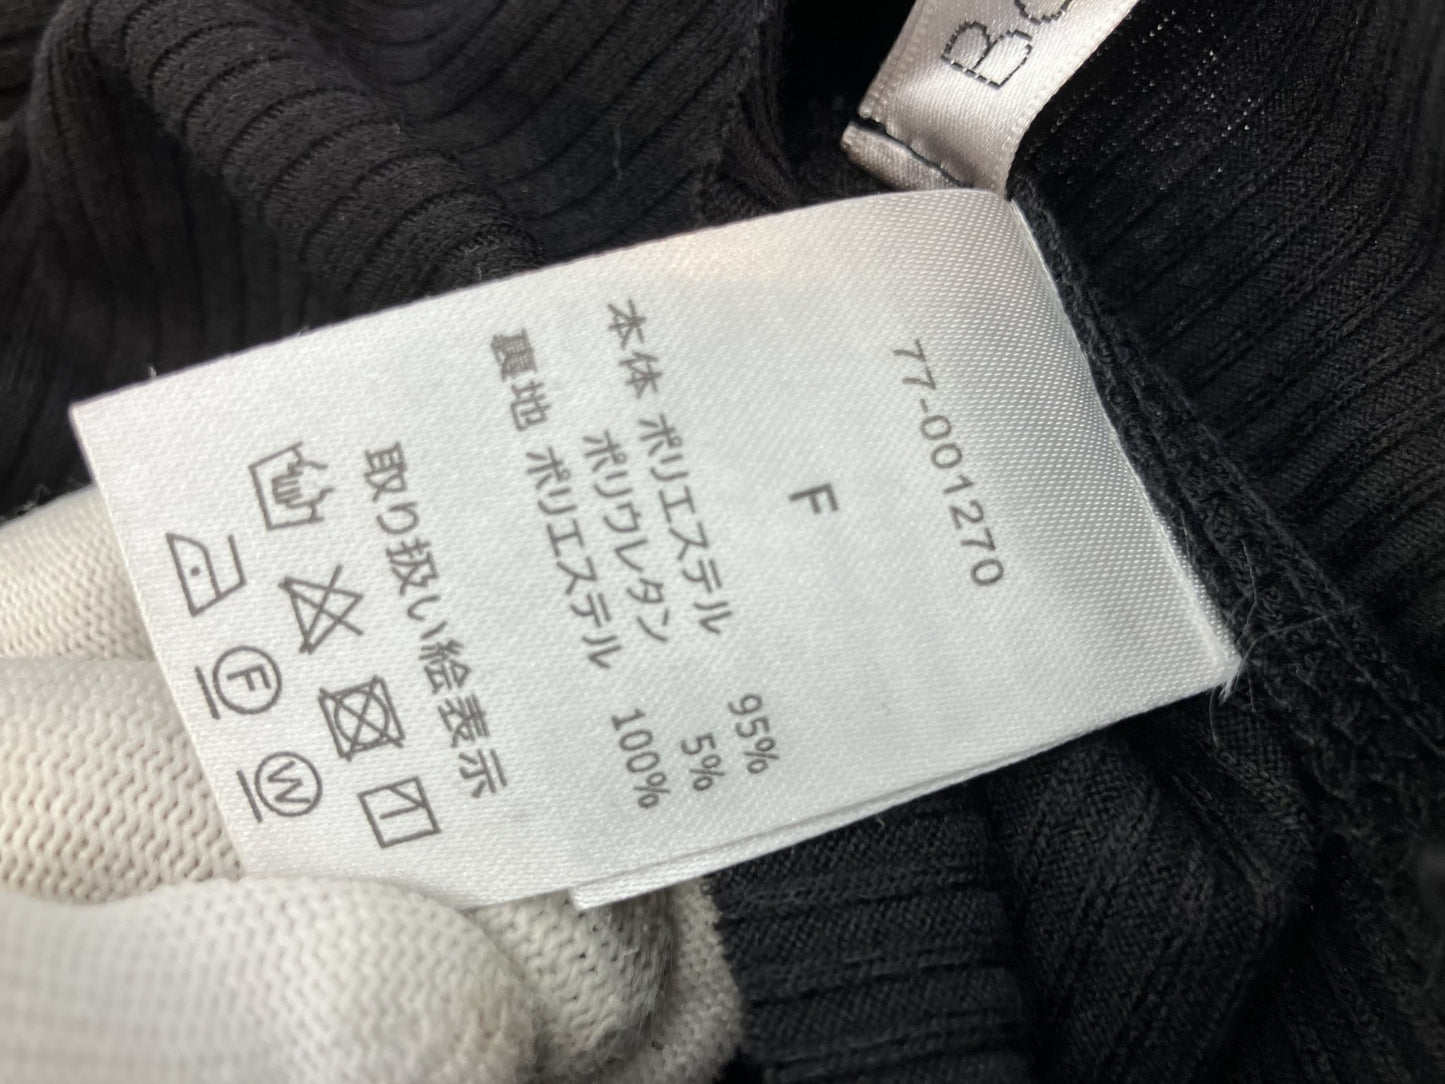 77-001270
F
本体 ポリエステル 95%
ポリウレタン 5%
裏地 ポリエステル 100%
取り扱い絵表示
F
W